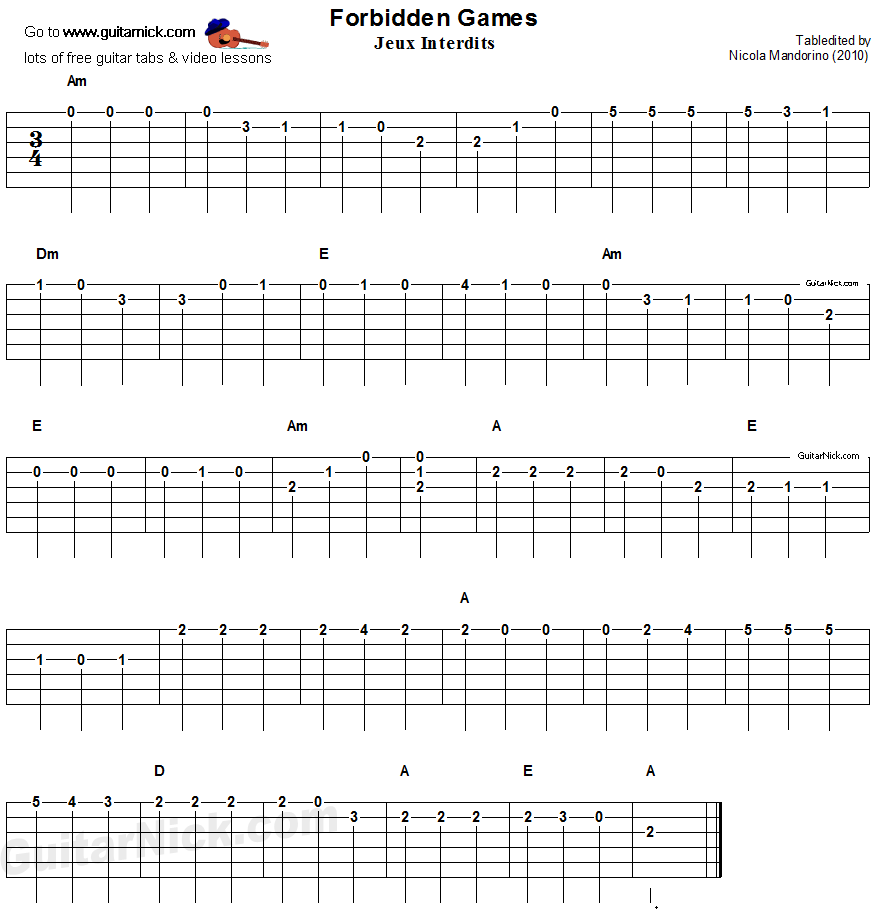 Forbidden Games
Jeux Interdits
Go to www.guitarnick.com
lots of free guitar tabs & video lessons
Tabledited by
Nicola Mandorino (2010)
Am
3
4
0 0 0 0 3 1 1 0 2 2 1 0 5 5 5 5 3 1
Dm E Am
GuitarNick.com
1 0 3 3 0 1 0 1 0 4 1 0 0 3 1 1 0 2
E Am A E
GuitarNick.com
0 0 0 0 1 0 2 1 0 0 1 2 2 2 2 2 0 2 2 1 1
A
1 0 1 2 2 2 2 4 2 2 0 0 0 2 4 5 5 5
D A E A
5 4 3 2 2 2 2 0 3 2 2 2 2 3 0 2
GuitarNick.com